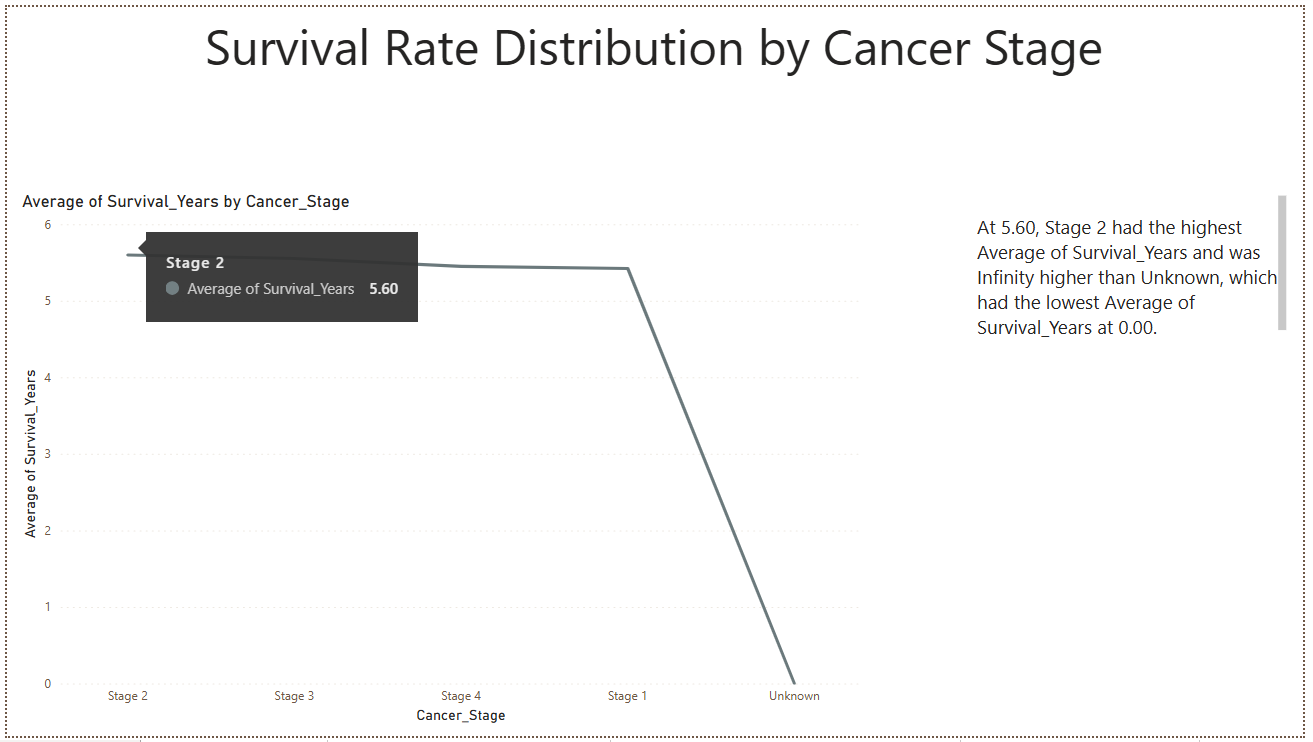 Survival Rate Distribution by Cancer Stage
Average of Survival_Years by Cancer_Stage
6
5
4
3
2
1
0
Average of Survival_Years
Stage 2
Average of Survival_Years 5.60
Stage 2 Stage 3 Stage 4 Stage 1 Unknown
Cancer_Stage
At 5.60, Stage 2 had the highest
Average of Survival_Years and was
Infinity higher than Unknown, which
had the lowest Average of
Survival_Years at 0.00.